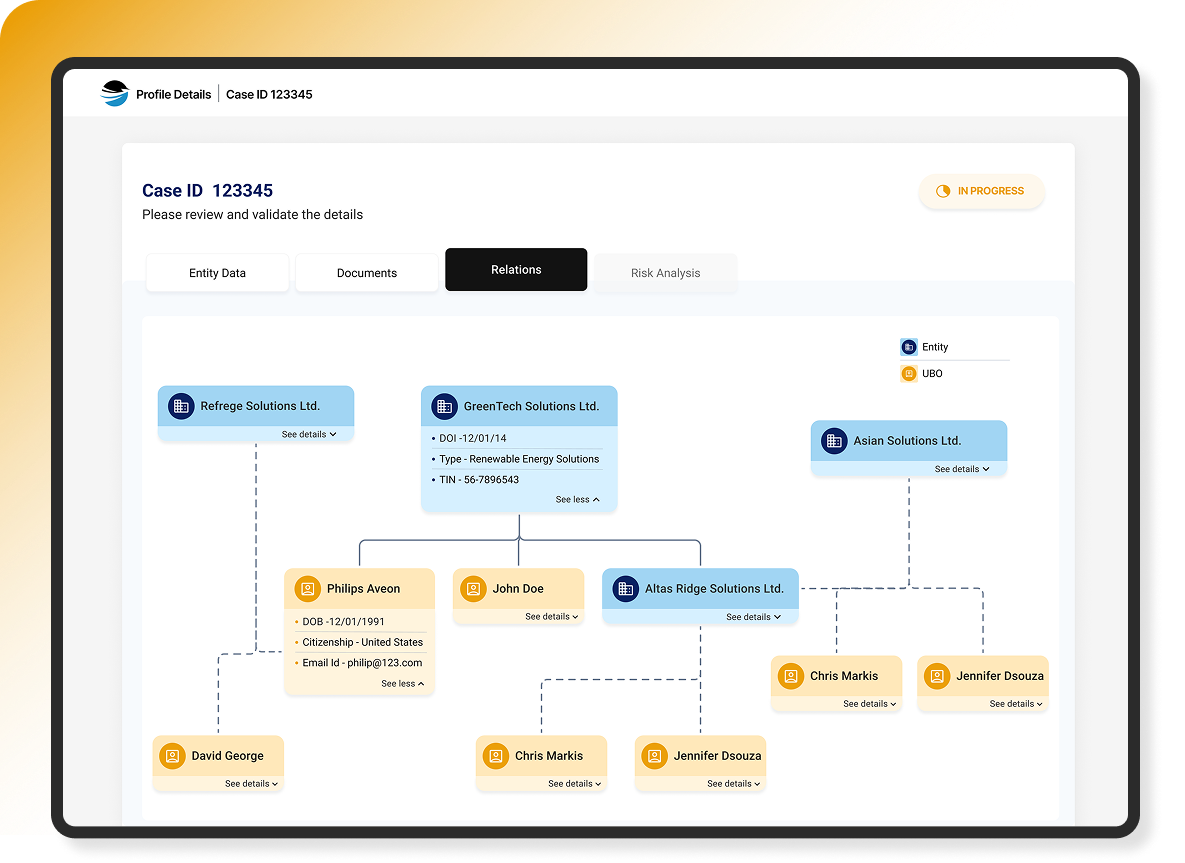 Profile Details | Case ID 123345
Case ID 123345
IN PROGRESS
Please review and validate the details
Entity Data
Documents
Relations
Risk Analysis
Entity
UBO
Refrege Solutions Ltd.
See details
GreenTech Solutions Ltd.
• DOI -12/01/14
• Type - Renewable Energy Solutions
• TIN - 56-7896543
See less
Asian Solutions Ltd.
See details
Philips Aveon
• DOB -12/01/1991
• Citizenship - United States
• Email Id - philip@123.com
See less
John Doe
See details
Altas Ridge Solutions Ltd.
See details
Chris Markis
See details
Jennifer Dsouza
See details
David George
See details
Chris Markis
See details
Jennifer Dsouza
See details